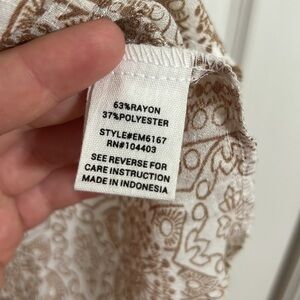 63%RAYON
37%POLYESTER
STYLE#EM6167
RN#104403
SEE REVERSE FOR
CARE INSTRUCTION
MADE IN INDONESIA